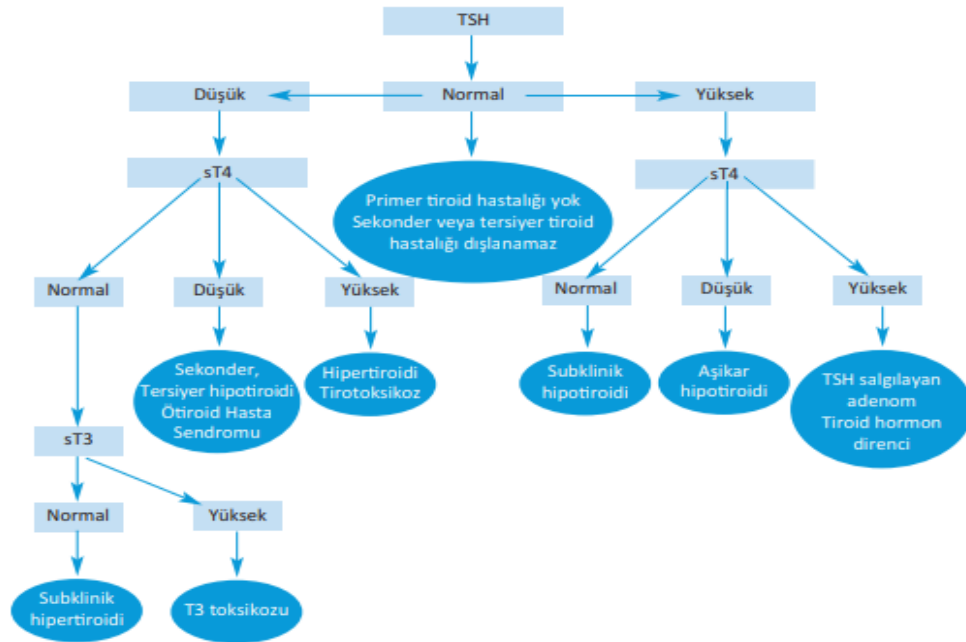 TSH
Düşük
Normal
Yüksek
sT4
Primer tiroid hastalığı yok
Sekonder veya tersiyer tiroid
hastalığı dışlanamaz
sT4
Normal
Düşük
Yüksek
Normal
Düşük
Yüksek
Sekonder,
Tersiyer hipotiroidi
Ötiroid Hasta
Sendromu
Hipertiroidi
Tirotoksikoz
Subklinik
hipotiroidi
Aşikar
hipotiroidi
TSH salgılayan
adenom
Tiroid hormon
direnci
sT3
Normal
Yüksek
Subklinik
hipertiroidi
T3 toksikozu